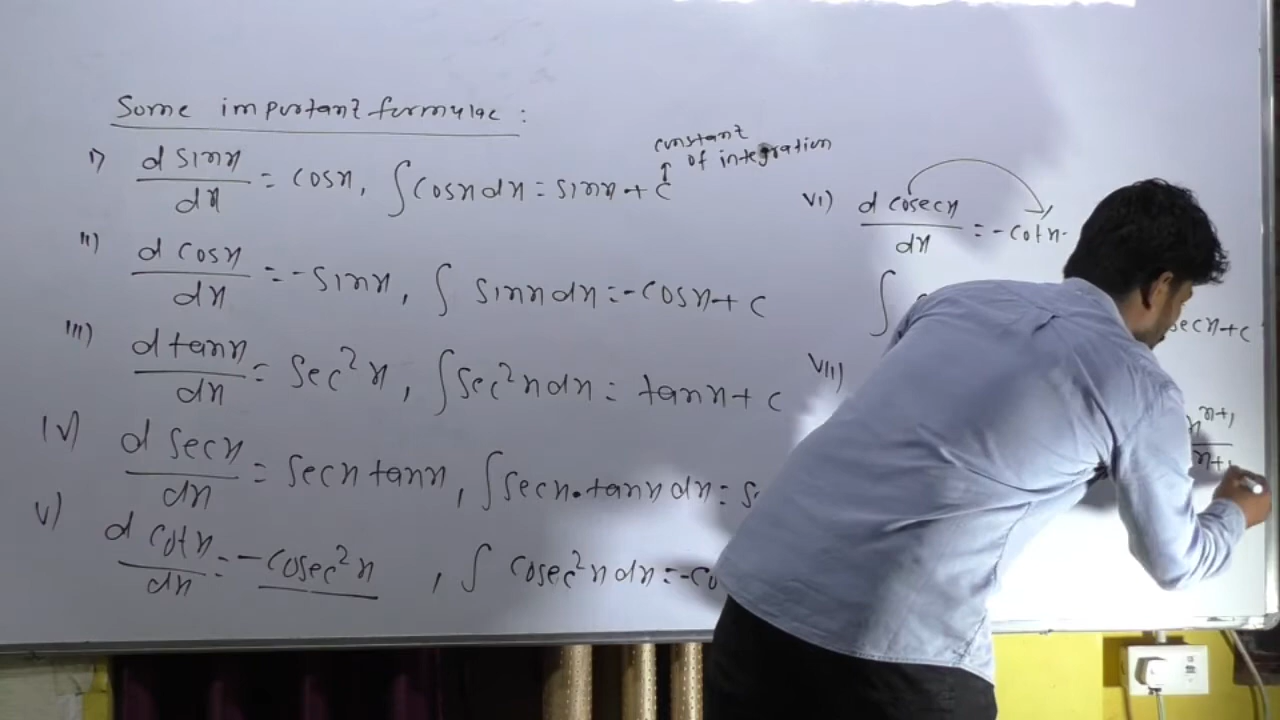 Some important formulae :
i) d sinx/dx = cosx, ∫cosx dx = sinx + c
constant
of integration
ii) d cosx/dx = -sinx, ∫ sinx dx = -cosx + c
iii) d tanx/dx = sec²x, ∫sec²x dx = tanx + c
iv) d secx/dx = secx tanx, ∫secx.tanx dx =
v) d cotx/dx = -cosec²x, ∫ cosec²x dx =
vi) d cosecx/dx = -cotx.
∫ secx + c
vii)
xⁿ⁺¹/n+1